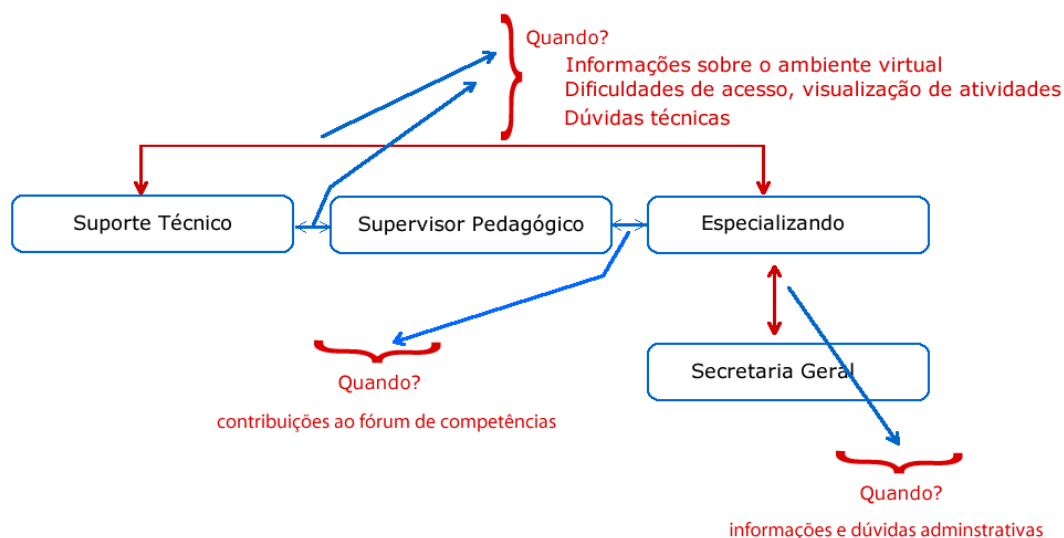 Quando?
Informações sobre o ambiente virtual
Dificuldades de acesso, visualização de atividades
Dúvidas técnicas
Suporte Técnico
Supervisor Pedagógico
Especializando
Secretaria Geral
Quando?
contribuições ao fórum de competências
Quando?
informações e dúvidas adminstrativas